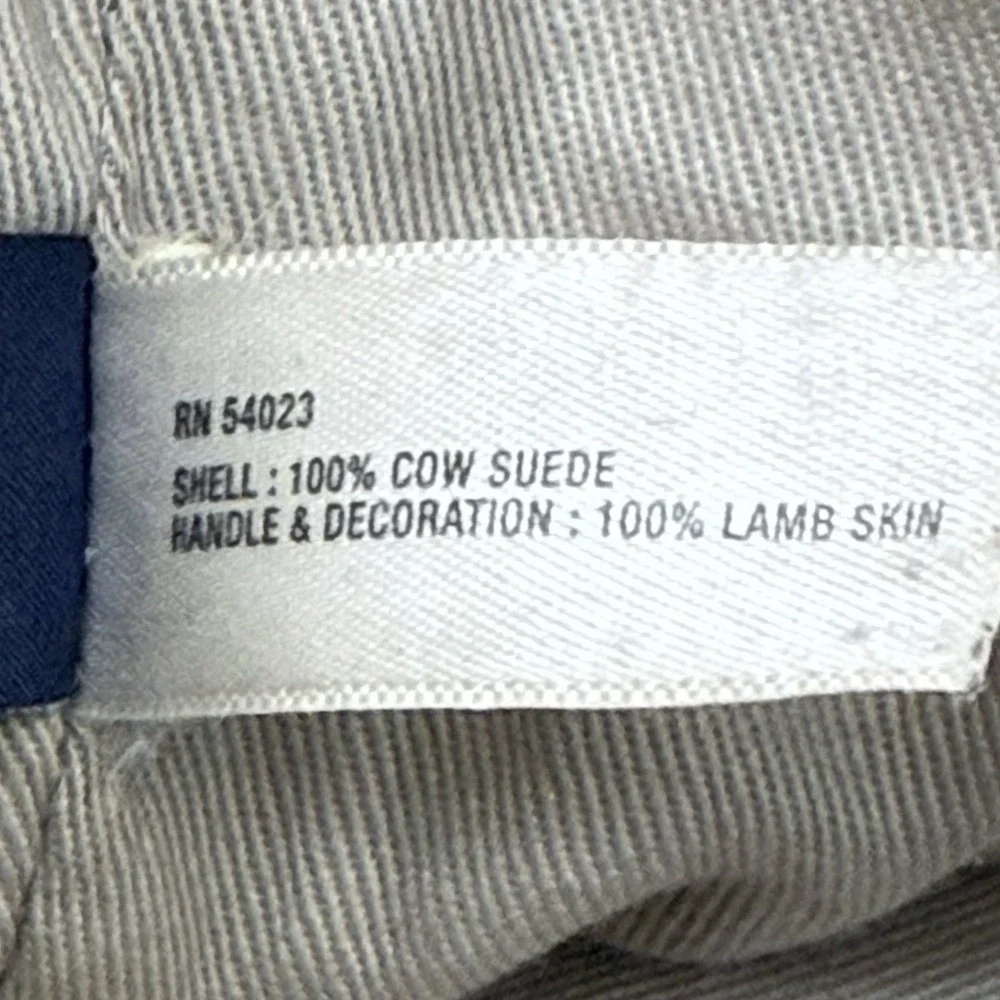 RN 54023
SHELL : 100% COW SUEDE
HANDLE & DECORATION : 100% LAMB SKIN